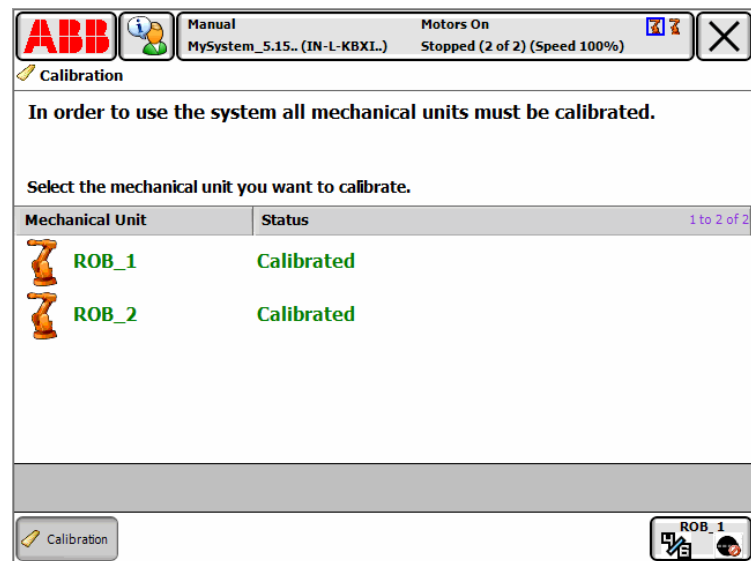 ABB
Manual
Motors On
MySystem_5.15.. (IN-L-KBXI..)
Stopped (2 of 2) (Speed 100%)
Calibration
In order to use the system all mechanical units must be calibrated.
Select the mechanical unit you want to calibrate.
Mechanical Unit
Status
1 to 2 of 2
ROB_1
Calibrated
ROB_2
Calibrated
Calibration
ROB_1